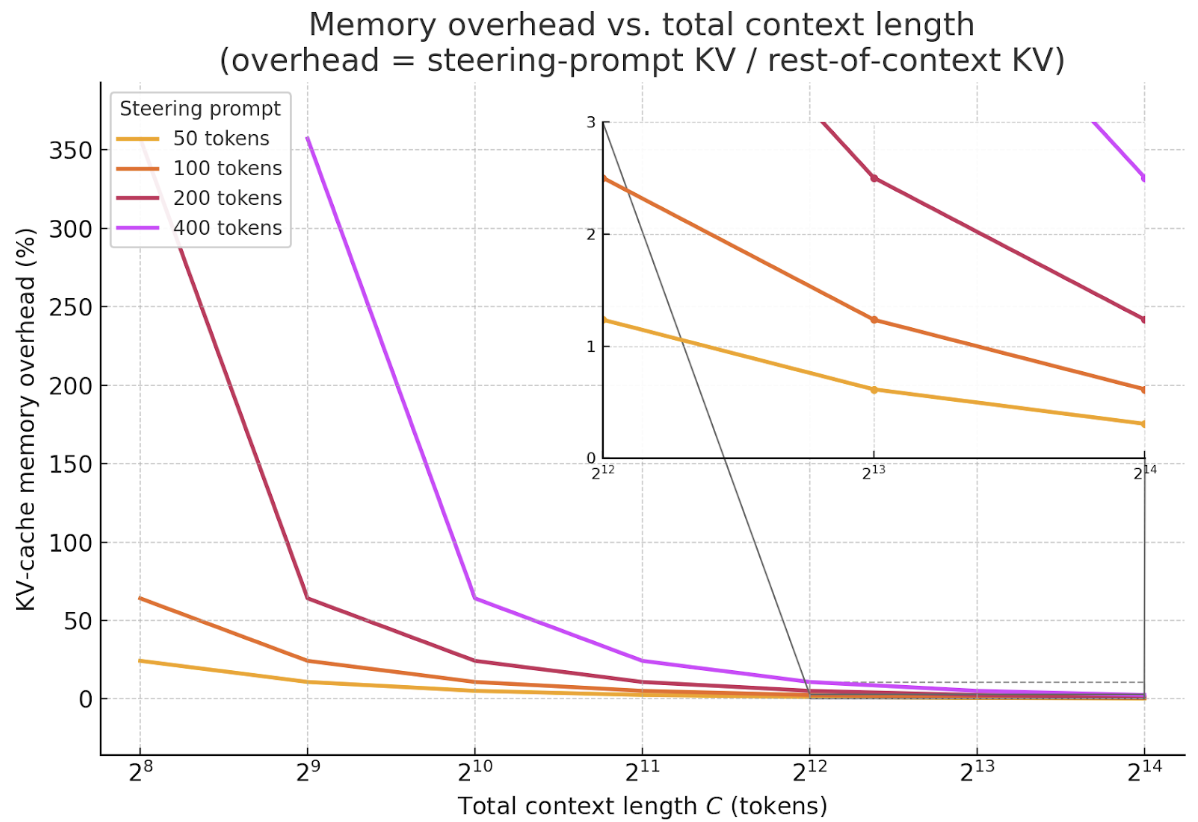 Memory overhead vs. total context length
(overhead = steering-prompt KV / rest-of-context KV)
KV-cache memory overhead (%)
350
300
250
200
150
100
50
0
Steering prompt
50 tokens
100 tokens
200 tokens
400 tokens
3
2
1
0
2¹² 2¹³ 2¹⁴
2⁸ 2⁹ 2¹⁰ 2¹¹ 2¹² 2¹³ 2¹⁴
Total context length C (tokens)